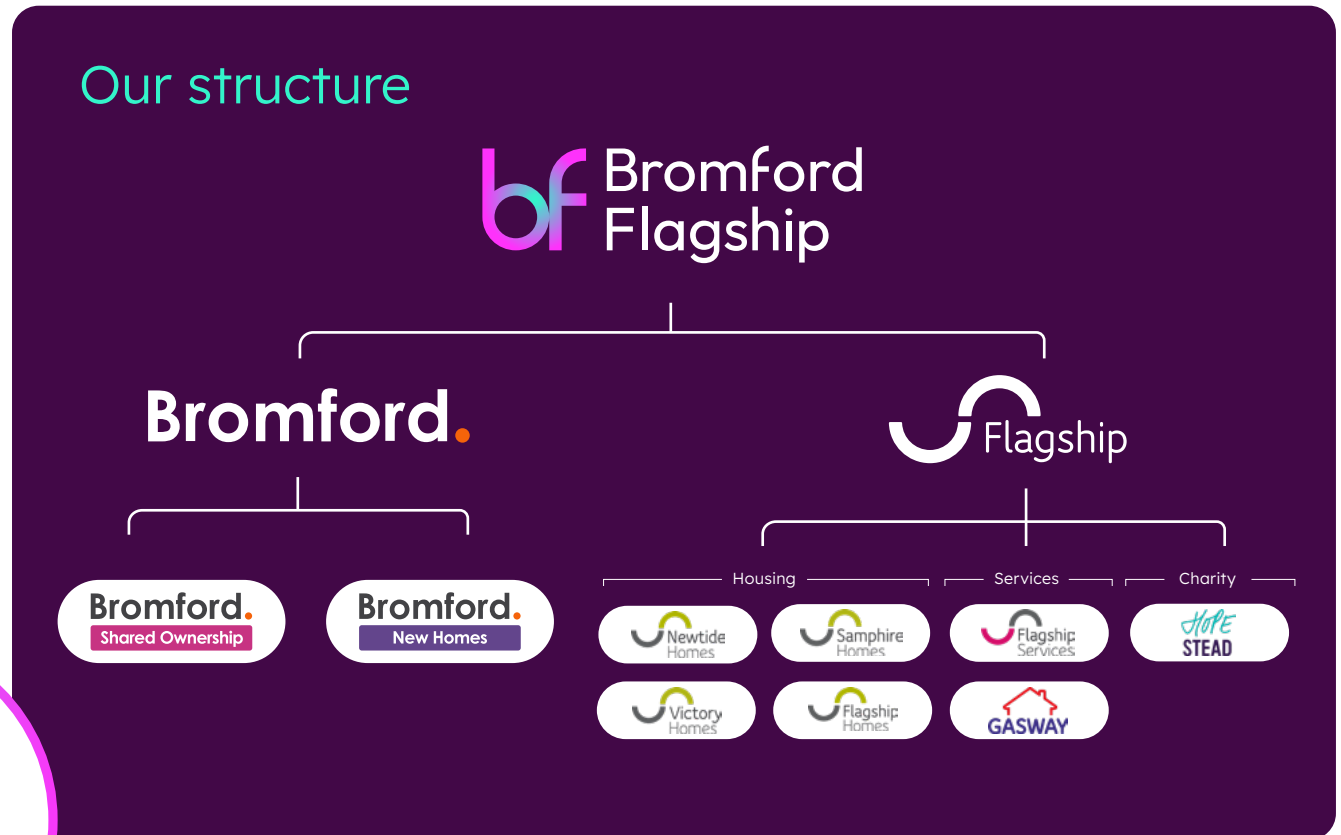 Our structure
bf Bromford
Flagship
Bromford.
Flagship
Bromford.
Shared Ownership
Bromford.
New Homes
Housing
Services
Charity
Newtide
Homes
Samphire
Homes
Flagship
Services
HOPE
STEAD
Victory
Homes
Flagship
Homes
GASWAY